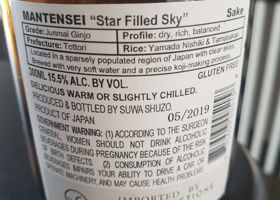 MANTENSEI "Star Filled Sky" Sake
Grade: Junmai Ginjo
Profile: dry, rich, balanced
Prefecture: Tottori
Rice: Yamada Nishiki & Tamasakae
Located in a sparsely populated region of Japan with clear skies.
Brewed with very soft water and a precise koji-making process
300ML 15.5% ALC. BY VOL. GLUTEN FREE
DELICIOUS WARM OR SLIGHTLY CHILLED.
PRODUCED & BOTTLED BY SUWA SHUZO.
PRODUCT OF JAPAN 05/2019
GOVERNMENT WARNING: (1) ACCORDING TO THE SURGEON
GENERAL, WOMEN SHOULD NOT DRINK ALCOHOLIC
BEVERAGES DURING PREGNANCY BECAUSE OF THE RISK
OF BIRTH DEFECTS. (2) CONSUMPTION OF ALCOHOLIC
BEVERAGES IMPAIRS YOUR ABILITY TO DRIVE A CAR OR
OPERATE MACHINERY, AND MAY CAUSE HEALTH PROBLEMS
IMPORTED BY